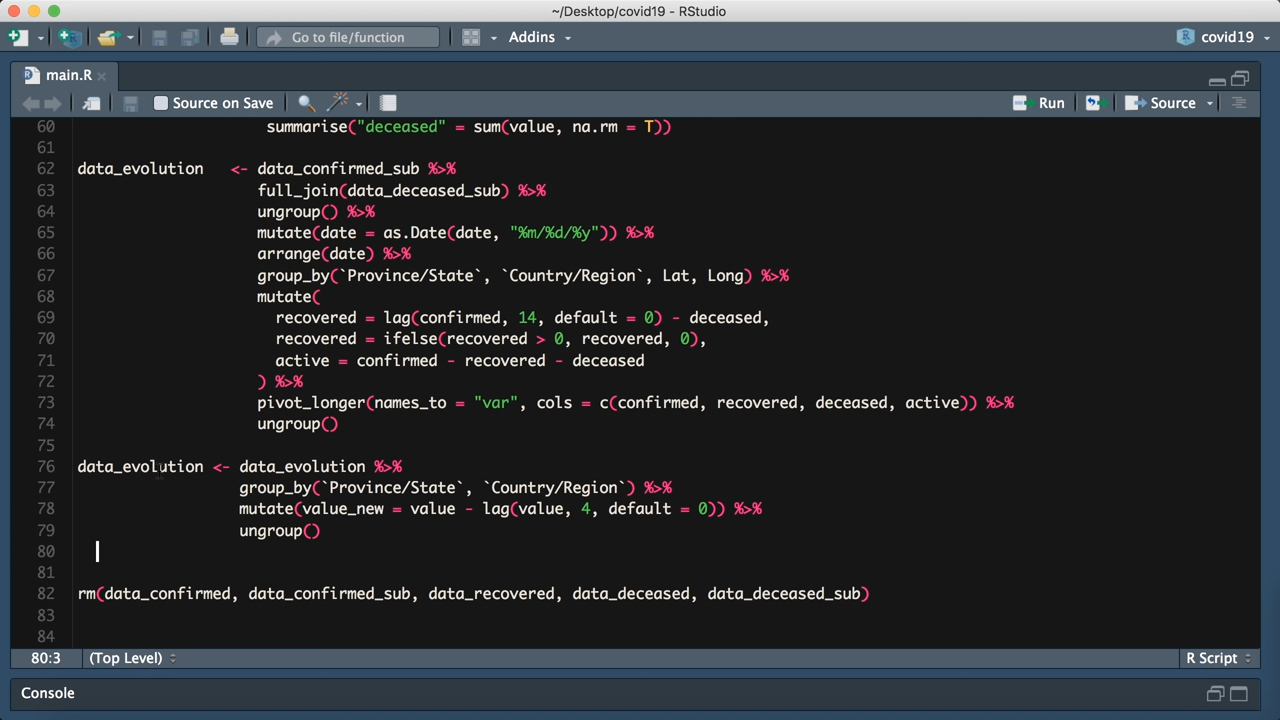 ~/Desktop/covid19 - RStudio
Go to file/function
Addins
covid19
main.R
Source on Save
Run
Source
60 summarise("deceased" = sum(value, na.rm = T))
61
62 data_evolution <- data_confirmed_sub %>%
63 full_join(data_deceased_sub) %>%
64 ungroup() %>%
65 mutate(date = as.Date(date, "%m/%d/%y")) %>%
66 arrange(date) %>%
67 group_by(`Province/State`, `Country/Region`, Lat, Long) %>%
68 mutate(
69 recovered = lag(confirmed, 14, default = 0) - deceased,
70 recovered = ifelse(recovered > 0, recovered, 0),
71 active = confirmed - recovered - deceased
72 ) %>%
73 pivot_longer(names_to = "var", cols = c(confirmed, recovered, deceased, active)) %>%
74 ungroup()
75
76 data_evolution <- data_evolution %>%
77 group_by(`Province/State`, `Country/Region`) %>%
78 mutate(value_new = value - lag(value, 4, default = 0)) %>%
79 ungroup()
80
81
82 rm(data_confirmed, data_confirmed_sub, data_recovered, data_deceased, data_deceased_sub)
83
84
80:3 (Top Level) R Script
Console